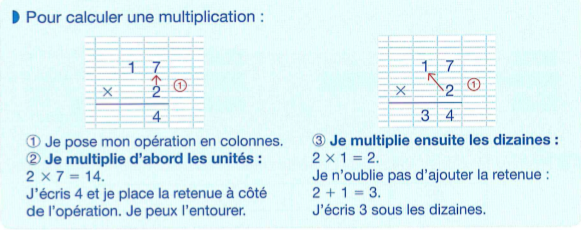 Pour calculer une multiplication :
1 7
× 2 ①
4
① Je pose mon opération en colonnes.
② Je multiplie d'abord les unités :
2 × 7 = 14.
J'écris 4 et je place la retenue à côté
de l'opération. Je peux l'entourer.
1 7
× 2 ①
3 4
③ Je multiplie ensuite les dizaines :
2 × 1 = 2.
Je n'oublie pas d'ajouter la retenue :
2 + 1 = 3.
J'écris 3 sous les dizaines.